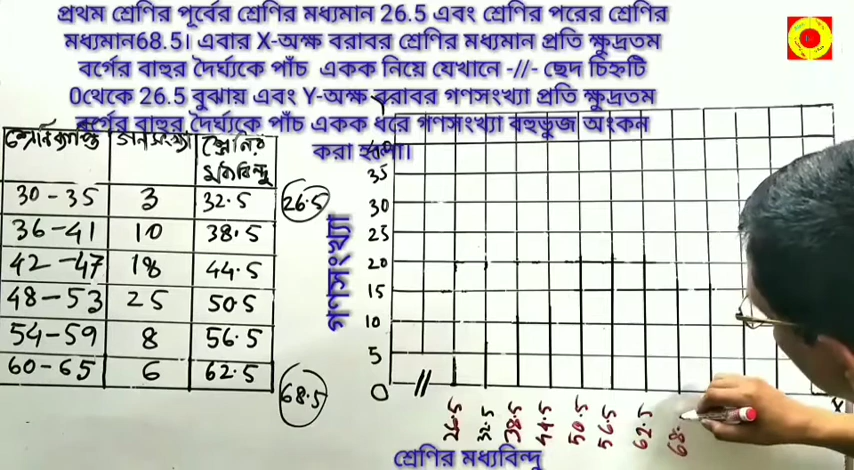 প্রথম শ্রেণির পূর্বের শ্রেণির মধ্যমান 26.5 এবং শ্রেণির পরের শ্রেণির
মধ্যমান68.5। এবার X-অক্ষ বরাবর শ্রেণির মধ্যমান প্রতি ক্ষুদ্রতম
বর্গের বাহুর দৈর্ঘ্যকে পাঁচ একক নিয়ে যেখানে -//- ছেদ চিহ্নটি
0থেকে 26.5 বুঝায় এবং Y-অক্ষ বরাবর গণসংখ্যা প্রতি ক্ষুদ্রতম
বর্গের বাহুর দৈর্ঘ্যকে পাঁচ একক ধরে গণসংখ্যা বহুভুজ অংকন
করা হলো।
শ্রেনিব্যাপ্তি গনসংখ্যা শ্রেনির
মধ্যবিন্দু
30-35 3 32.5
36-41 10 38.5
42-47 18 44.5
48-53 25 50.5
54-59 8 56.5
60-65 6 62.5
26.5
68.5
গণসংখ্যা
Y
40
35
30
25
20
15
10
5
0
26.5 32.5 38.5 44.5 50.5 56.5 62.5 68.
X
শ্রেণির মধ্যবিন্দু